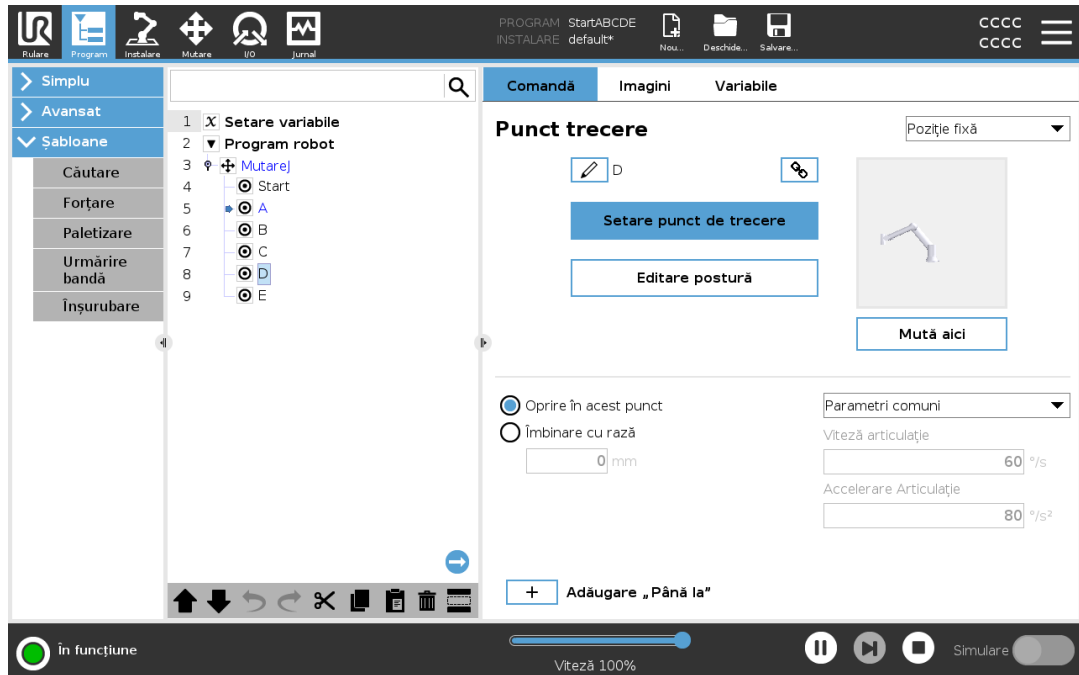 PROGRAM StartABCDE
INSTALARE default*
Nou... Deschide... Salvare...
CCCC
CCCC
Rulare Program Instalare Mutare I/O Jurnal
Simplu
Avansat
Șabloane
Căutare
Forțare
Paletizare
Urmărire
bandă
Înșurubare
1 x Setare variabile
2 Program robot
3 MutareJ
4 Start
5 A
6 B
7 C
8 D
9 E
Comandă Imagini Variabile
Punct trecere
Poziție fixă
D
Setare punct de trecere
Editare postură
Mută aici
Oprire în acest punct
Îmbinare cu rază
0 mm
Parametri comuni
Viteză articulație
60 °/s
Accelerare Articulație
80 °/s²
+ Adăugare „Până la”
În funcțiune
Viteză 100%
Simulare